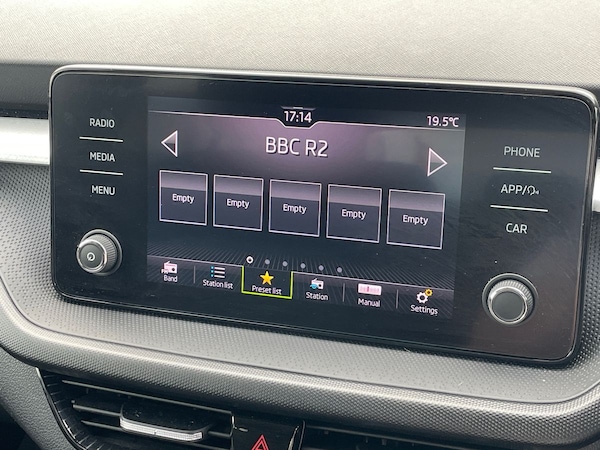 RADIO
MEDIA
MENU
17:14
19.5°C
BBC R2
Empty
Empty
Empty
Empty
Empty
Band
Station list
Preset list
Station
Manual
Settings
PHONE
APP/
CAR